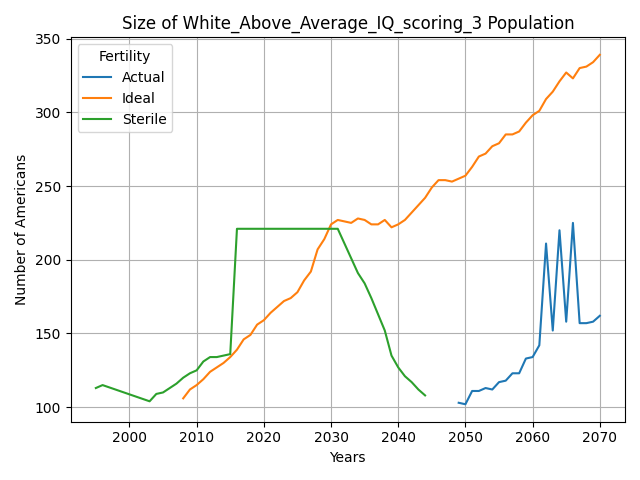 Size of White_Above_Average_IQ_scoring_3 Population
Fertility
Actual
Ideal
Sterile
Number of Americans
350
300
250
200
150
100
2000 2010 2020 2030 2040 2050 2060 2070
Years